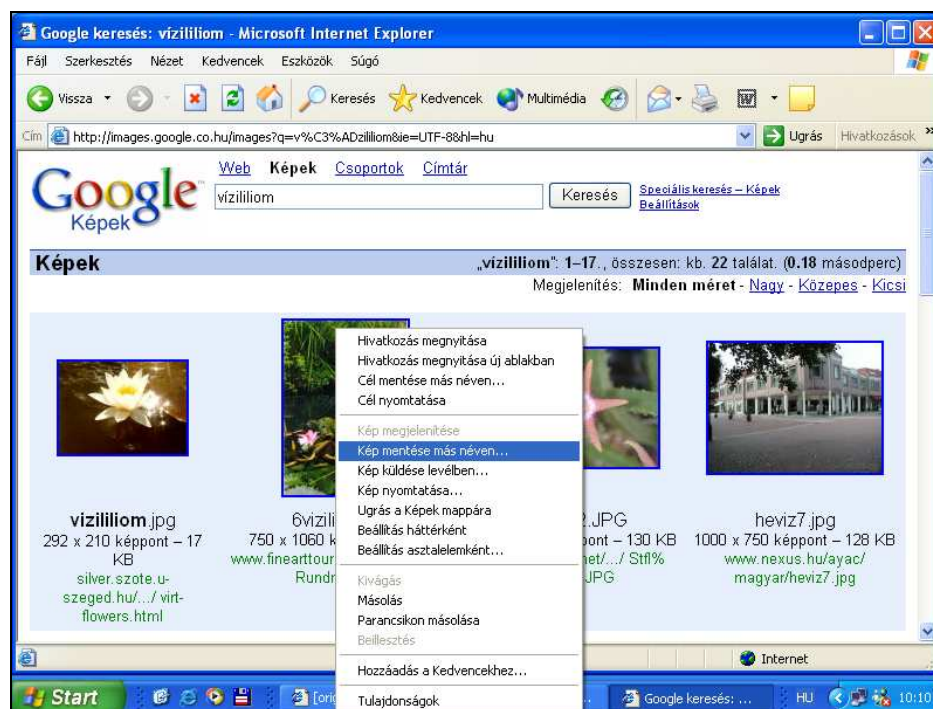 Google keresés: vízililiom - Microsoft Internet Explorer
Fájl Szerkesztés Nézet Kedvencek Eszközök Súgó
Vissza Keresés Kedvencek Multimédia
Cím http://images.google.co.hu/images?q=v%C3%ADzililiom&ie=UTF-8&hl=hu Ugrás Hivatkozások
Web Képek Csoportok Címtár
Google Képek
vízililiom Keresés Speciális keresés – Képek
Beállítások
Képek „vízililiom": 1–17., összesen: kb. 22 találat. (0.18 másodperc)
Megjelenítés: Minden méret - Nagy - Közepes - Kicsi
Hivatkozás megnyitása
Hivatkozás megnyitása új ablakban
Cél mentése más néven...
Cél nyomtatása
Kép megjelenítése
Kép mentése más néven...
Kép küldése levélben...
Kép nyomtatása...
Ugrás a Képek mappára
Beállítás háttérként
Beállítás asztalelemként...
Kivágás
Másolás
Parancsikon másolása
Beillesztés
Hozzáadás a Kedvencekhez...
Tulajdonságok
vizililiom.jpg
292 x 210 képpont – 17
KB
silver.szote.u-
szeged.hu/.../ virt-
flowers.html
6vizili
750 x 1060 k
www.finearttour
Rundr
2.JPG
pont – 130 KB
net/.../ Stfl%
JPG
heviz7.jpg
1000 x 750 képpont – 128 KB
www.nexus.hu/ayac/
magyar/heviz7.jpg
Internet
Start [orig Google keresés: ... HU 10:10